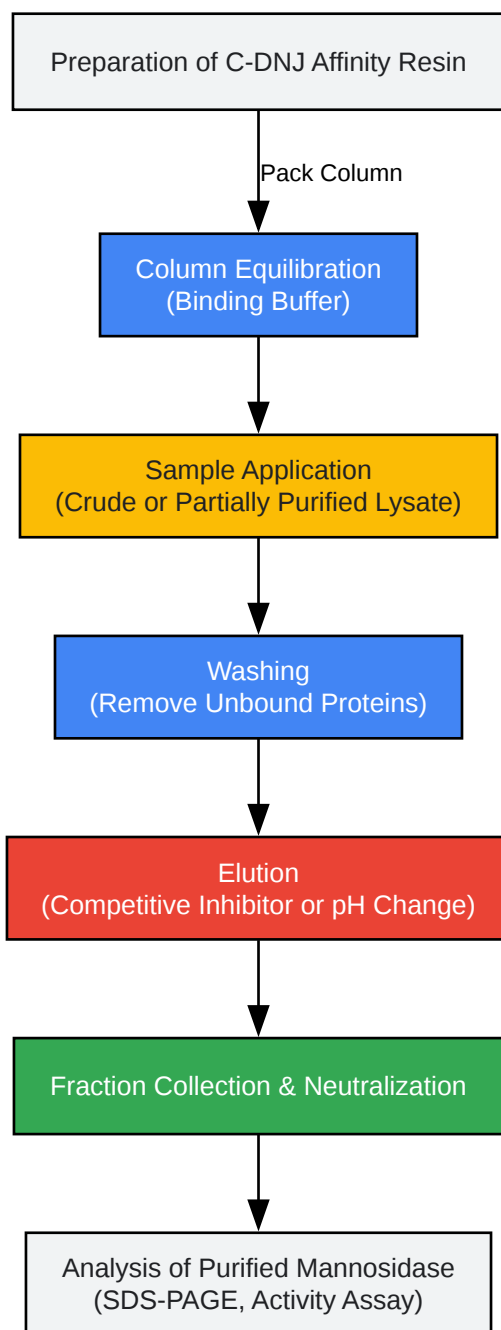 Preparation of C-DNJ Affinity Resin
Pack Column
Column Equilibration
(Binding Buffer)
Sample Application
(Crude or Partially Purified Lysate)
Washing
(Remove Unbound Proteins)
Elution
(Competitive Inhibitor or pH Change)
Fraction Collection & Neutralization
Analysis of Purified Mannosidase
(SDS-PAGE, Activity Assay)